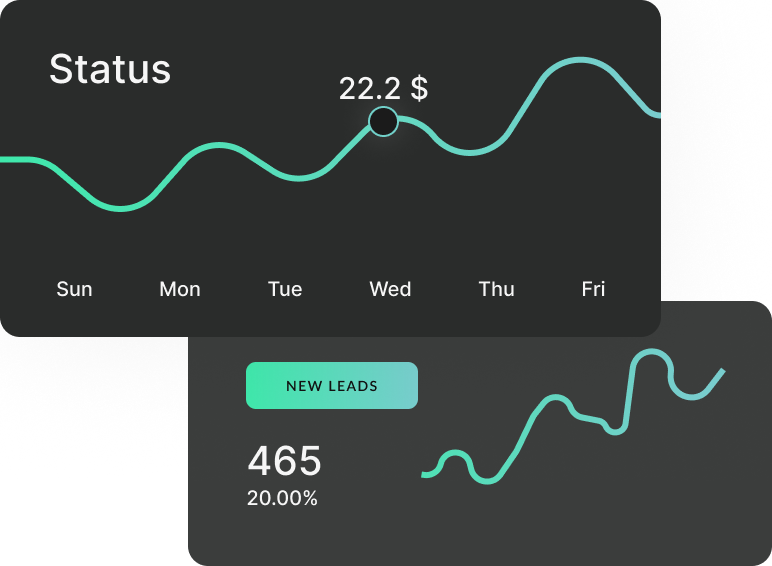 Status
22.2 $
Sun Mon Tue Wed Thu Fri
NEW LEADS
465
20.00%